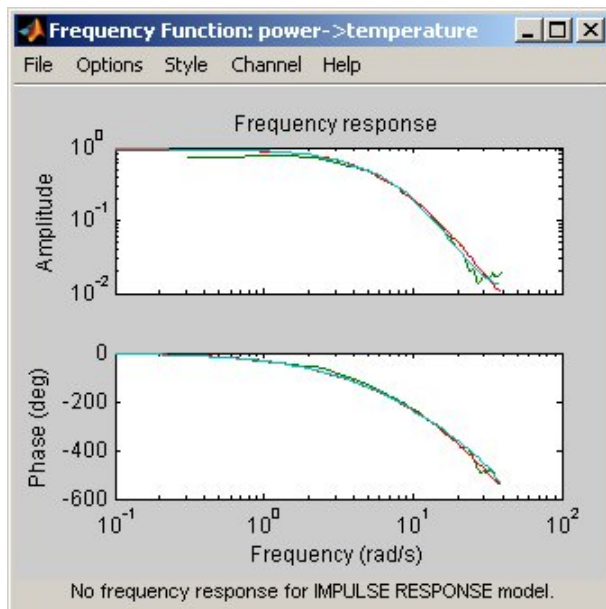 Frequency Function: power->temperature
File Options Style Channel Help
Frequency response
Amplitude
10^0
10^-1
10^-2
Phase (deg)
0
-200
-400
-600
10^-1 10^0 10^1 10^2
Frequency (rad/s)
No frequency response for IMPULSE RESPONSE model.